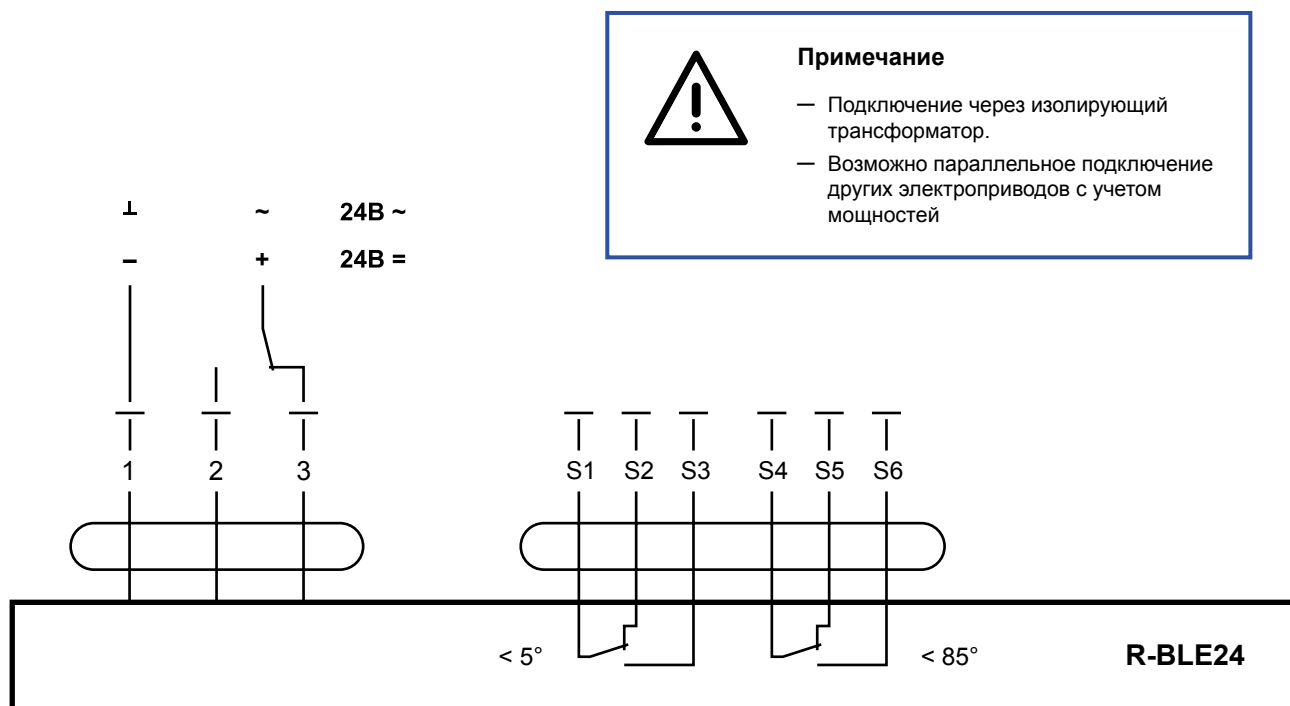 Примечание
— Подключение через изолирующий
трансформатор.
— Возможно параллельное подключение
других электроприводов с учетом
мощностей
⊥ ~ 24В ~
– + 24В =
1 2 3
S1 S2 S3 S4 S5 S6
< 5° < 85° R-BLE24